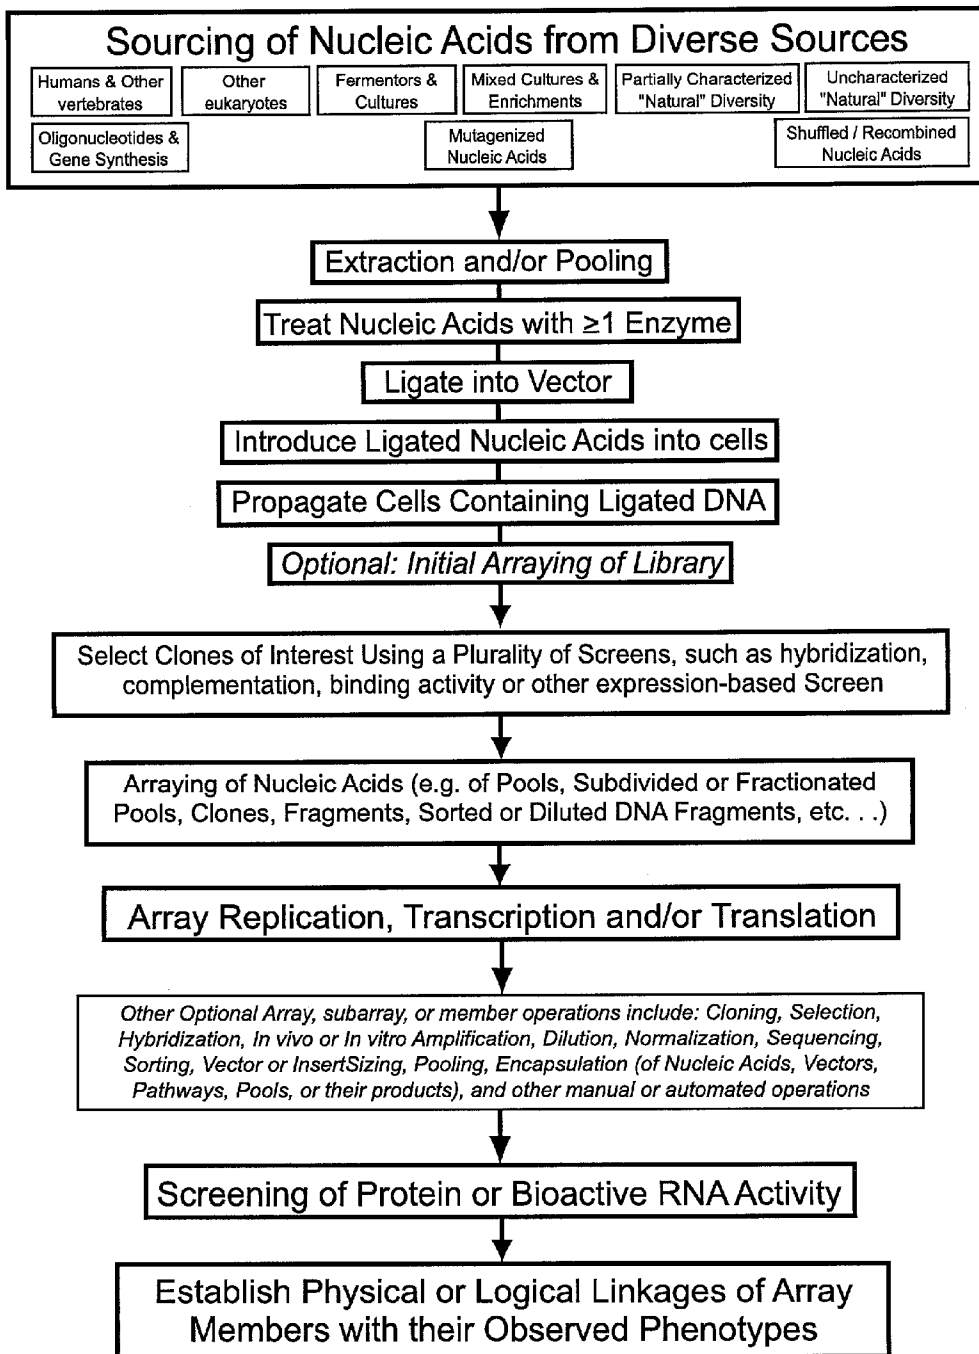 Sourcing of Nucleic Acids from Diverse Sources
Humans & Other
vertebrates
Other
eukaryotes
Fermentors &
Cultures
Mixed Cultures &
Enrichments
Partially Characterized
"Natural" Diversity
Uncharacterized
"Natural" Diversity
Oligonucleotides &
Gene Synthesis
Mutagenized
Nucleic Acids
Shuffled / Recombined
Nucleic Acids
Extraction and/or Pooling
Treat Nucleic Acids with ≥1 Enzyme
Ligate into Vector
Introduce Ligated Nucleic Acids into cells
Propagate Cells Containing Ligated DNA
Optional: Initial Arraying of Library
Select Clones of Interest Using a Plurality of Screens, such as hybridization,
complementation, binding activity or other expression-based Screen
Arraying of Nucleic Acids (e.g. of Pools, Subdivided or Fractionated
Pools, Clones, Fragments, Sorted or Diluted DNA Fragments, etc. . .)
Array Replication, Transcription and/or Translation
Other Optional Array, subarray, or member operations include: Cloning, Selection,
Hybridization, In vivo or In vitro Amplification, Dilution, Normalization, Sequencing,
Sorting, Vector or InsertSizing, Pooling, Encapsulation (of Nucleic Acids, Vectors,
Pathways, Pools, or their products), and other manual or automated operations
Screening of Protein or Bioactive RNA Activity
Establish Physical or Logical Linkages of Array
Members with their Observed Phenotypes